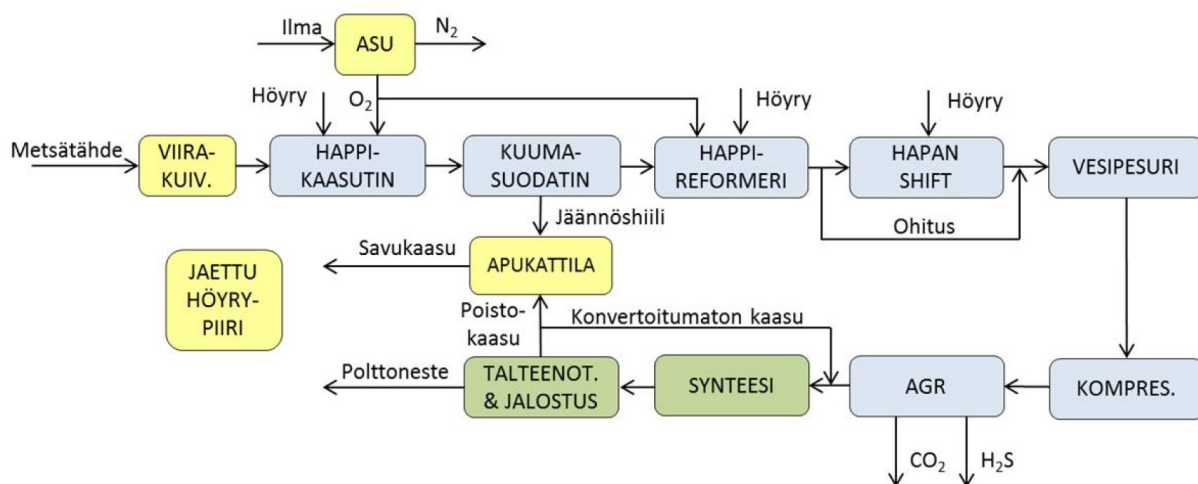 Ilma
ASU
N₂
Höyry
O₂
Höyry
Höyry
Metsätähde
VIIRA-
KUIV.
HAPPI-
KAASUTIN
KUUMA-
SUODATIN
HAPPI-
REFORMERI
HAPAN
SHIFT
VESIPESURI
Jäännöshiili
Ohitus
Savukaasu
APUKATTILA
JAETTU
HÖYRY-
PIIRI
Poisto-
kaasu
Konvertoitumaton kaasu
Polttoneste
TALTEENOT.
& JALOSTUS
SYNTEESI
AGR
KOMPRES.
CO₂
H₂S